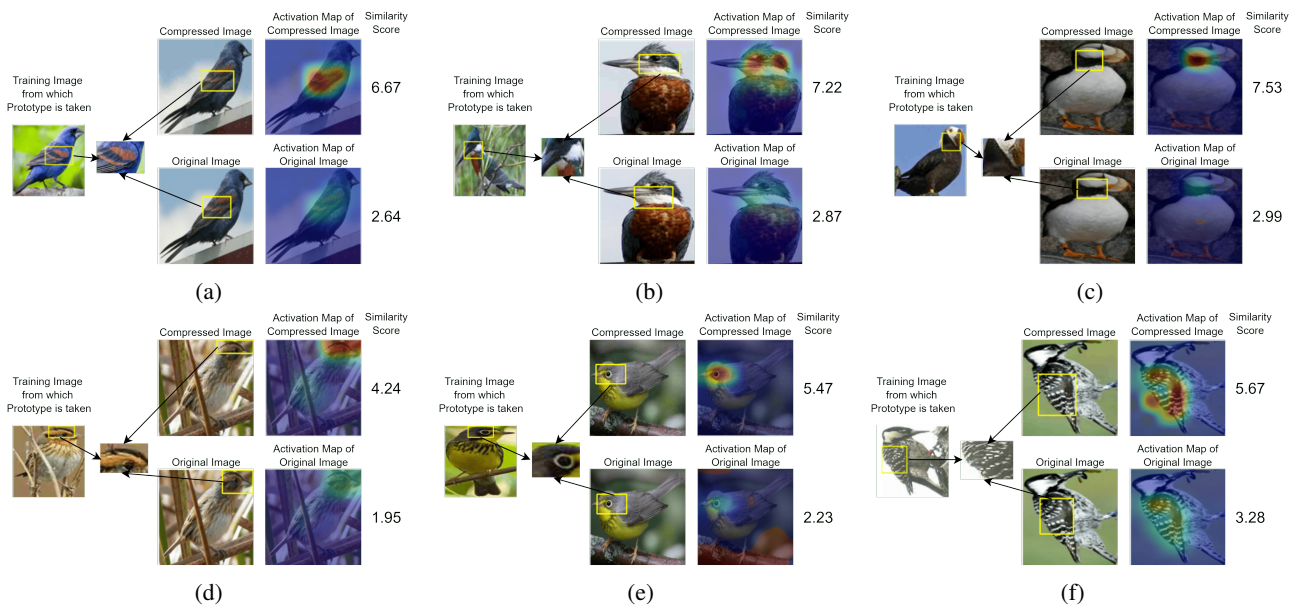 Compressed Image
Activation Map of
Compressed Image
Similarity
Score
Training Image
from which
Prototype is taken
6.67
Original Image
Activation Map of
Original Image
2.64
(a)
Compressed Image
Activation Map of
Compressed Image
Similarity
Score
Training Image
from which
Prototype is taken
7.22
Original Image
Activation Map of
Original Image
2.87
(b)
Compressed Image
Activation Map of
Compressed Image
Similarity
Score
Training Image
from which
Prototype is taken
7.53
Original Image
Activation Map of
Original Image
2.99
(c)
Compressed Image
Activation Map of
Compressed Image
Similarity
Score
Training Image
from which
Prototype is taken
4.24
Original Image
Activation Map of
Original Image
1.95
(d)
Compressed Image
Activation Map of
Compressed Image
Similarity
Score
Training Image
from which
Prototype is taken
5.47
Original Image
Activation Map of
Original Image
2.23
(e)
Compressed Image
Activation Map of
Compressed Image
Similarity
Score
Training Image
from which
Prototype is taken
5.67
Original Image
Activation Map of
Original Image
3.28
(f)